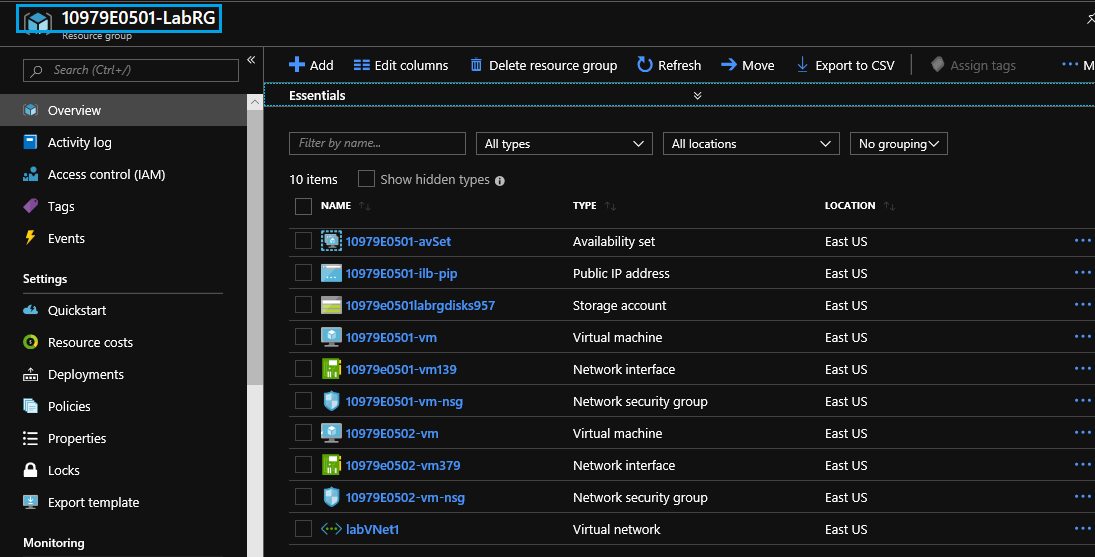 10979E0501-LabRG
Resource group
Search (Ctrl+/)
«
Overview
Activity log
Access control (IAM)
Tags
Events
Settings
Quickstart
Resource costs
Deployments
Policies
Properties
Locks
Export template
Monitoring
Add Edit columns Delete resource group Refresh Move Export to CSV Assign tags ··· M
Essentials
Filter by name... All types All locations No grouping
10 items Show hidden types
NAME TYPE LOCATION
10979E0501-avSet Availability set East US ···
10979E0501-ilb-pip Public IP address East US ···
10979e0501labrgdisks957 Storage account East US ···
10979E0501-vm Virtual machine East US ···
10979e0501-vm139 Network interface East US ···
10979E0501-vm-nsg Network security group East US ···
10979E0502-vm Virtual machine East US ···
10979e0502-vm379 Network interface East US ···
10979E0502-vm-nsg Network security group East US ···
labVNet1 Virtual network East US ···